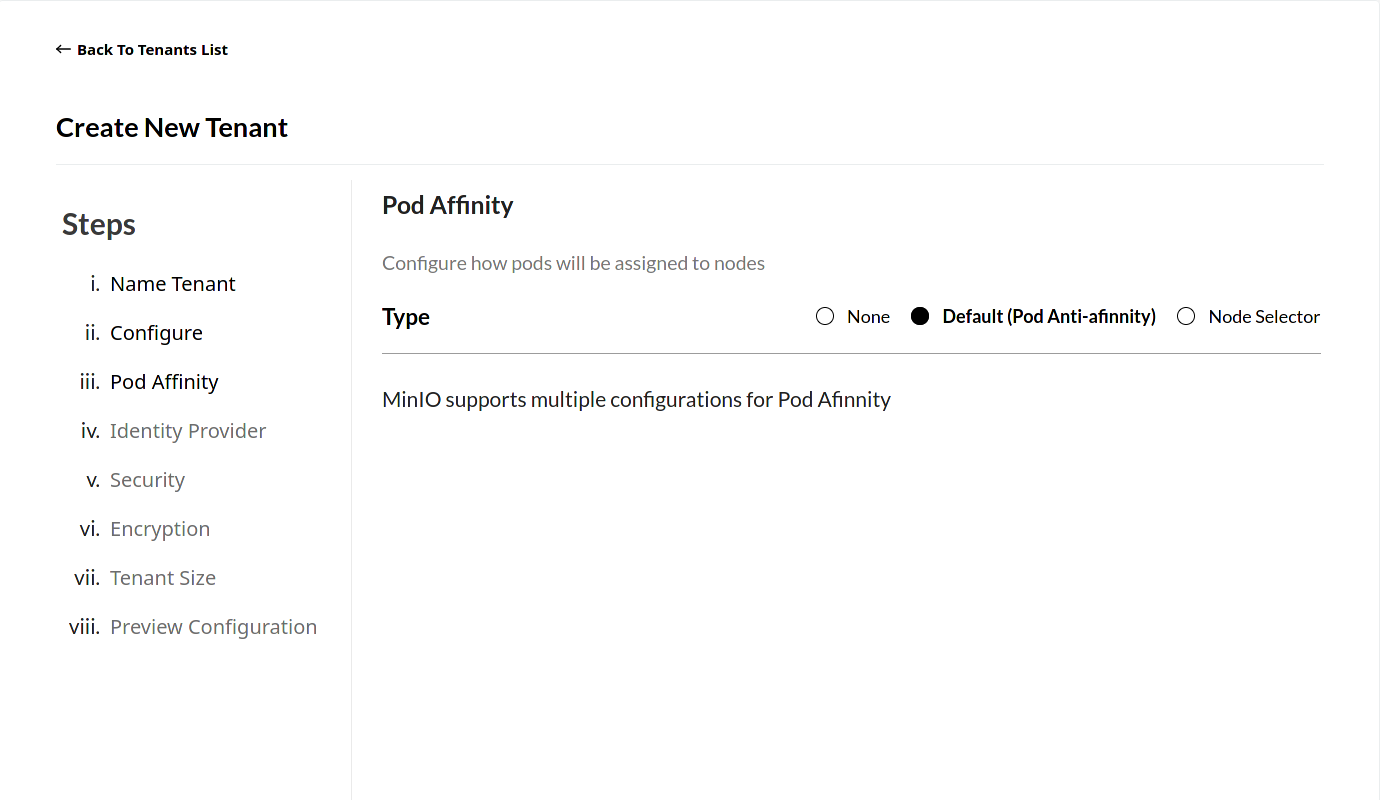 ← Back To Tenants List
Create New Tenant
Steps
i. Name Tenant
ii. Configure
iii. Pod Affinity
iv. Identity Provider
v. Security
vi. Encryption
vii. Tenant Size
viii. Preview Configuration
Pod Affinity
Configure how pods will be assigned to nodes
Type None Default (Pod Anti-afinnity) Node Selector
MinIO supports multiple configurations for Pod Afinnity